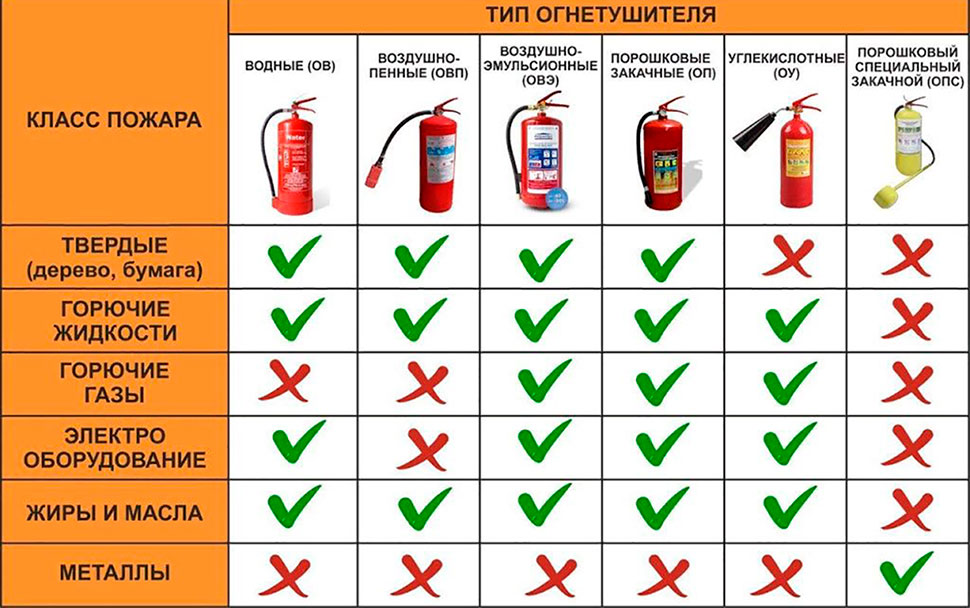 ТИП ОГНЕТУШИТЕЛЯ
КЛАСС ПОЖАРА
ВОДНЫЕ (ОВ)
ВОЗДУШНО-
ПЕННЫЕ (ОВП)
ВОЗДУШНО-
ЭМУЛЬСИОННЫЕ
(ОВЭ)
ПОРОШКОВЫЕ
ЗАКАЧНЫЕ (ОП)
УГЛЕКИСЛОТНЫЕ
(ОУ)
ПОРОШКОВЫЙ
СПЕЦИАЛЬНЫЙ
ЗАКАЧНОЙ (ОПС)
Water
ТВЕРДЫЕ
(дерево, бумага)
ГОРЮЧИЕ
ЖИДКОСТИ
ГОРЮЧИЕ
ГАЗЫ
ЭЛЕКТРО
ОБОРУДОВАНИЕ
ЖИРЫ И МАСЛА
МЕТАЛЛЫ